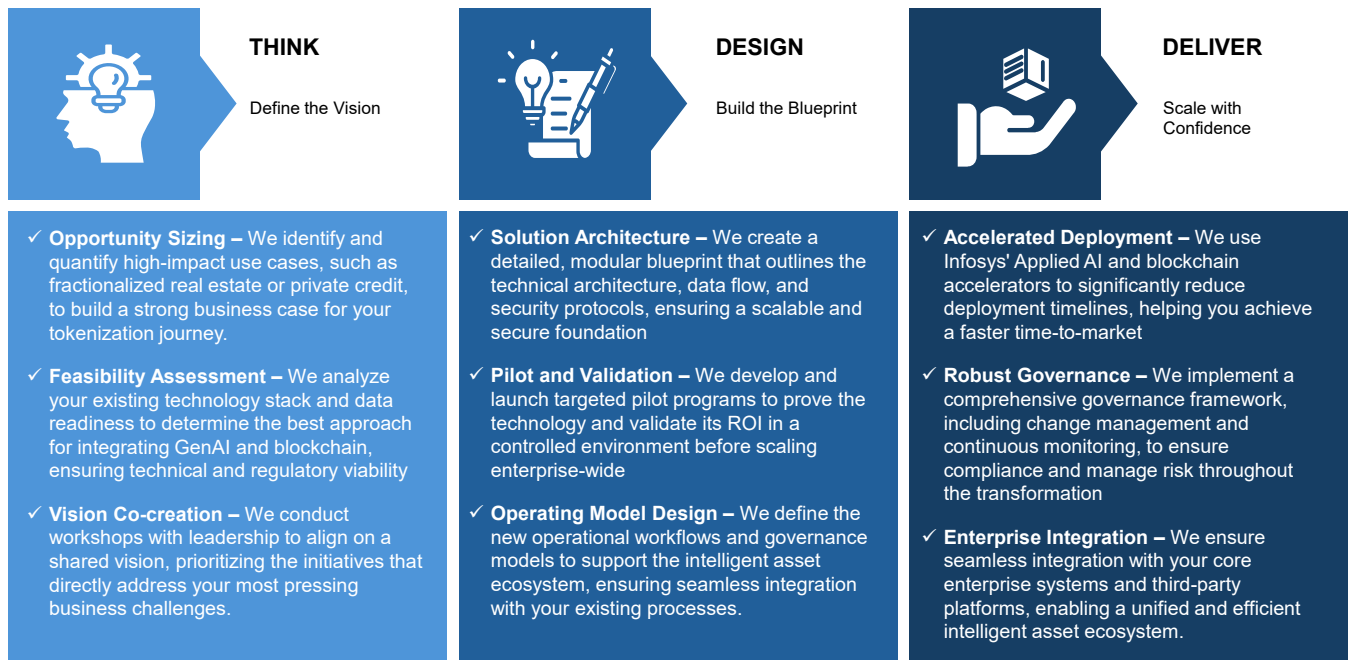 THINK
Define the Vision
✓ Opportunity Sizing – We identify and
quantify high-impact use cases, such as
fractionalized real estate or private credit,
to build a strong business case for your
tokenization journey.
✓ Feasibility Assessment – We analyze
your existing technology stack and data
readiness to determine the best approach
for integrating GenAI and blockchain,
ensuring technical and regulatory viability
✓ Vision Co-creation – We conduct
workshops with leadership to align on a
shared vision, prioritizing the initiatives that
directly address your most pressing
business challenges.
DESIGN
Build the Blueprint
✓ Solution Architecture – We create a
detailed, modular blueprint that outlines the
technical architecture, data flow, and
security protocols, ensuring a scalable and
secure foundation
✓ Pilot and Validation – We develop and
launch targeted pilot programs to prove the
technology and validate its ROI in a
controlled environment before scaling
enterprise-wide
✓ Operating Model Design – We define the
new operational workflows and governance
models to support the intelligent asset
ecosystem, ensuring seamless integration
with your existing processes.
DELIVER
Scale with
Confidence
✓ Accelerated Deployment – We use
Infosys' Applied AI and blockchain
accelerators to significantly reduce
deployment timelines, helping you achieve
a faster time-to-market
✓ Robust Governance – We implement a
comprehensive governance framework,
including change management and
continuous monitoring, to ensure
compliance and manage risk throughout
the transformation
✓ Enterprise Integration – We ensure
seamless integration with your core
enterprise systems and third-party
platforms, enabling a unified and efficient
intelligent asset ecosystem.